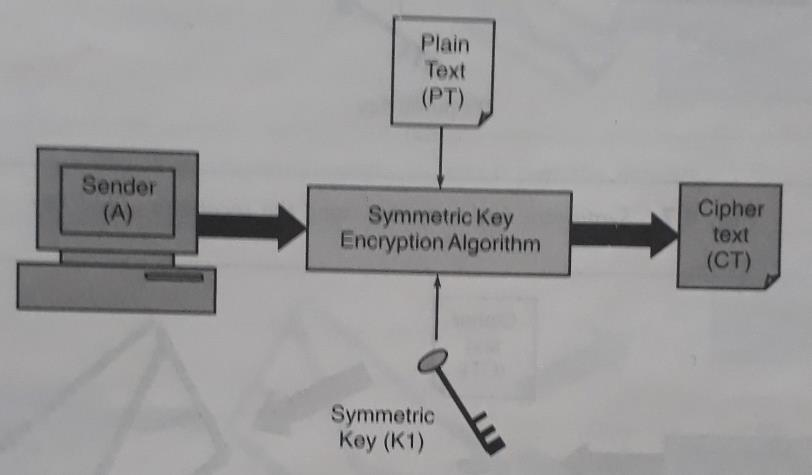 Plain
Text
(PT)
Sender
(A)
Symmetric Key
Encryption Algorithm
Cipher
text
(CT)
Symmetric
Key (K1)